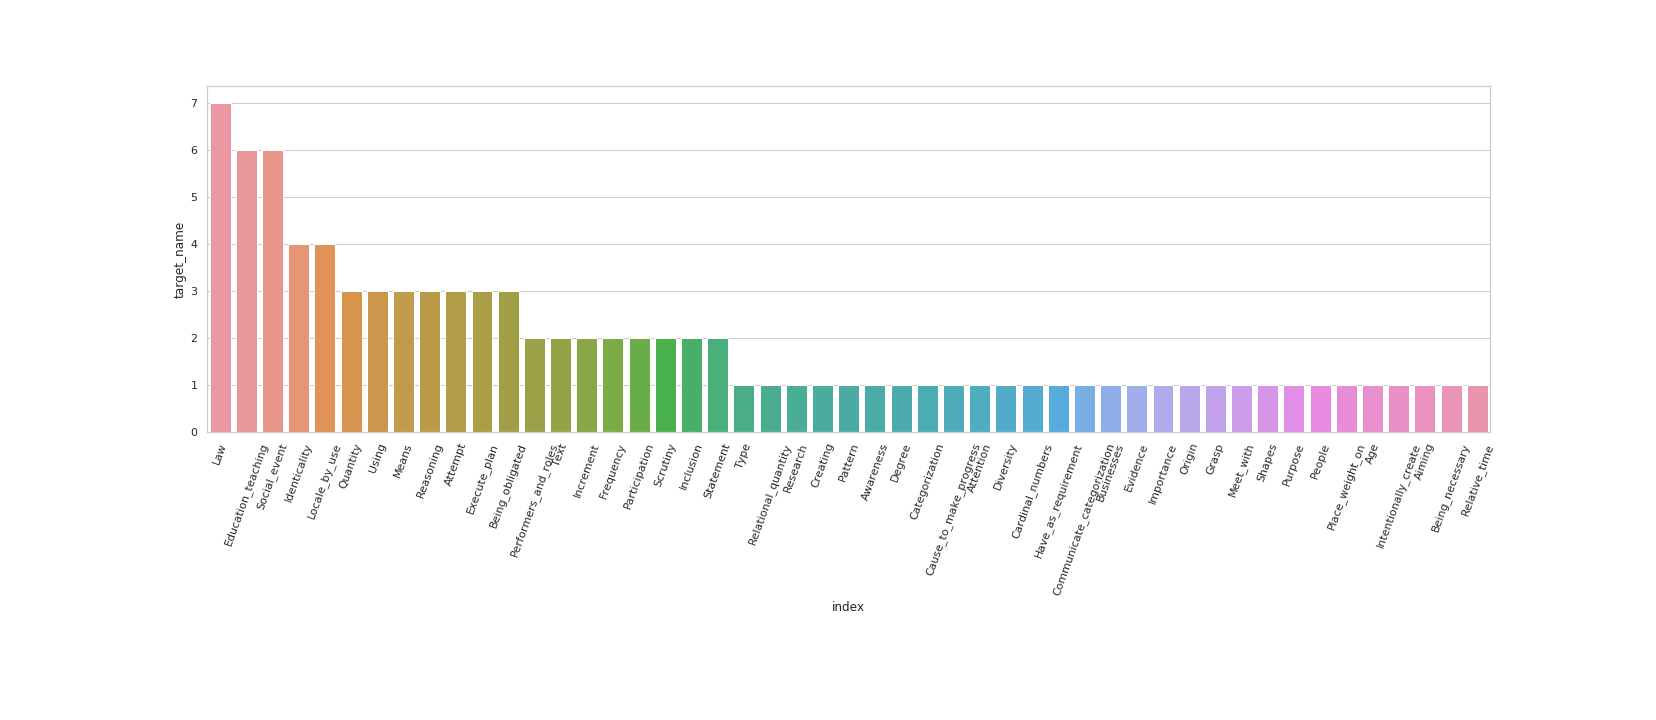 target_name
7
6
5
4
3
2
1
0
Law
Education_teaching
Social_event
Identicality
Locale_by_use
Quantity
Using
Means
Reasoning
Attempt
Execute_plan
Being_obligated
Performers_and_roles
Text
Increment
Frequency
Participation
Scrutiny
Inclusion
Statement
Type
Relational_quantity
Research
Creating
Pattern
Awareness
Degree
Categorization
Cause_to_make_progress
Attention
Diversity
Cardinal_numbers
Have_as_requirement
Communicate_categorization
Businesses
Evidence
Importance
Origin
Grasp
Meet_with
Shapes
Purpose
People
Place_weight_on
Age
Intentionally_create
Aiming
Being_necessary
Relative_time
index